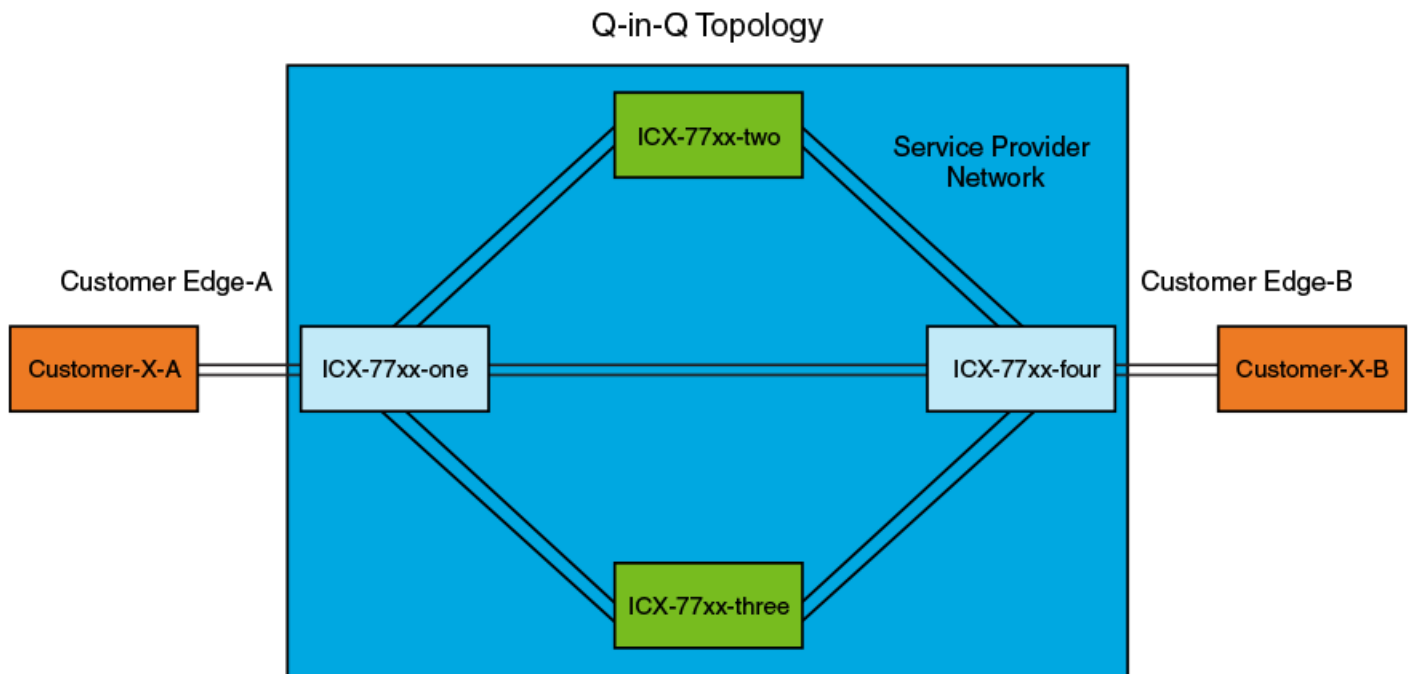 Q-in-Q Topology
ICX-77xx-two
Service Provider
Network
Customer Edge-A
Customer Edge-B
Customer-X-A
ICX-77xx-one
ICX-77xx-four
Customer-X-B
ICX-77xx-three